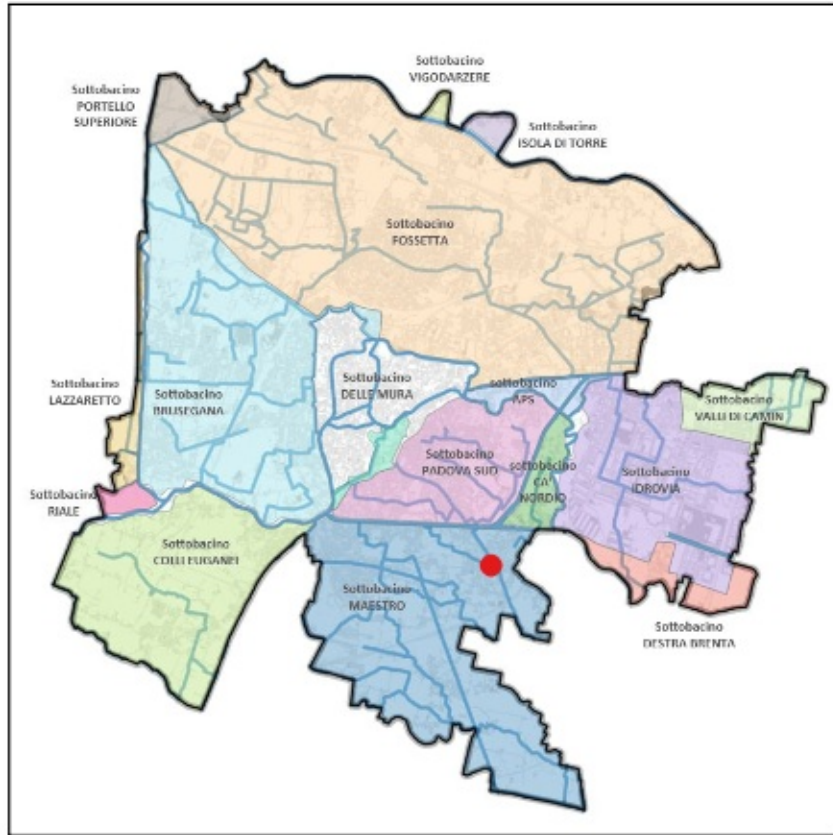 Sottobacino
VIGODARZERE
Sottobacino
PORTELLO
SUPERIORE
Sottobacino
ISOLA DI TORRE
Sottobacino
FOSSETTA
Sottobacino
LAZZARETTO
Sottobacino
BRUSEGANA
Sottobacino
DELLE MURA
sottobacino
APS
Sottobacino
VALLI DI CAMIN
Sottobacino
PADOVA SUD
sottobacino
CA'
NORDIO
Sottobacino
IDROVIA
Sottobacino
RIALE
Sottobacino
COLLI EUGANEI
Sottobacino
MAESTRO
Sottobacino
DESTRA BRENTA